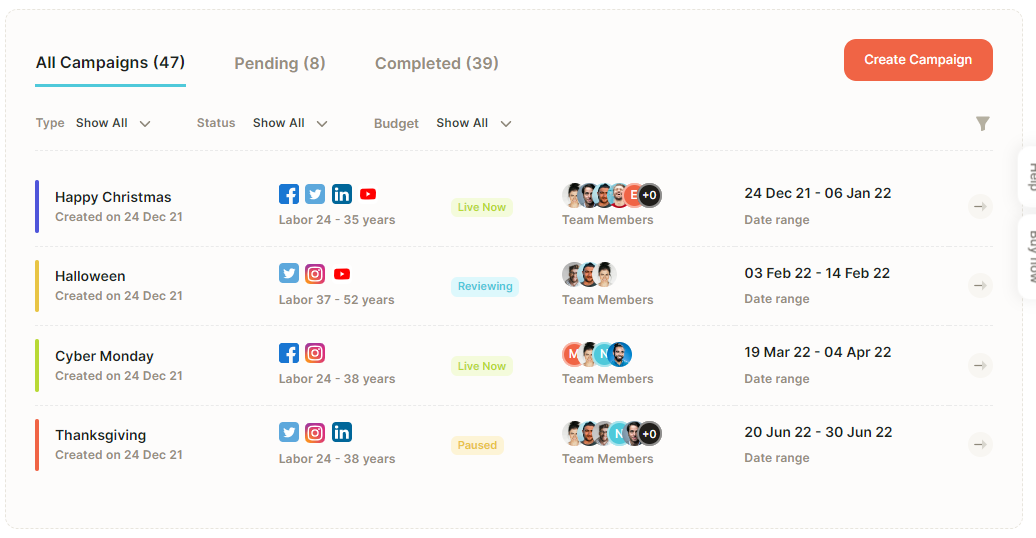 All Campaigns (47) Pending (8) Completed (39) Create Campaign
Type Show All Status Show All Budget Show All
Help
Buy now
Happy Christmas
Created on 24 Dec 21
Labor 24 - 35 years
Live Now
E +0
Team Members
24 Dec 21 - 06 Jan 22
Date range
Halloween
Created on 24 Dec 21
Labor 37 - 52 years
Reviewing
Team Members
03 Feb 22 - 14 Feb 22
Date range
Cyber Monday
Created on 24 Dec 21
Labor 24 - 38 years
Live Now
M N
Team Members
19 Mar 22 - 04 Apr 22
Date range
Thanksgiving
Created on 24 Dec 21
Labor 24 - 38 years
Paused
N +0
Team Members
20 Jun 22 - 30 Jun 22
Date range